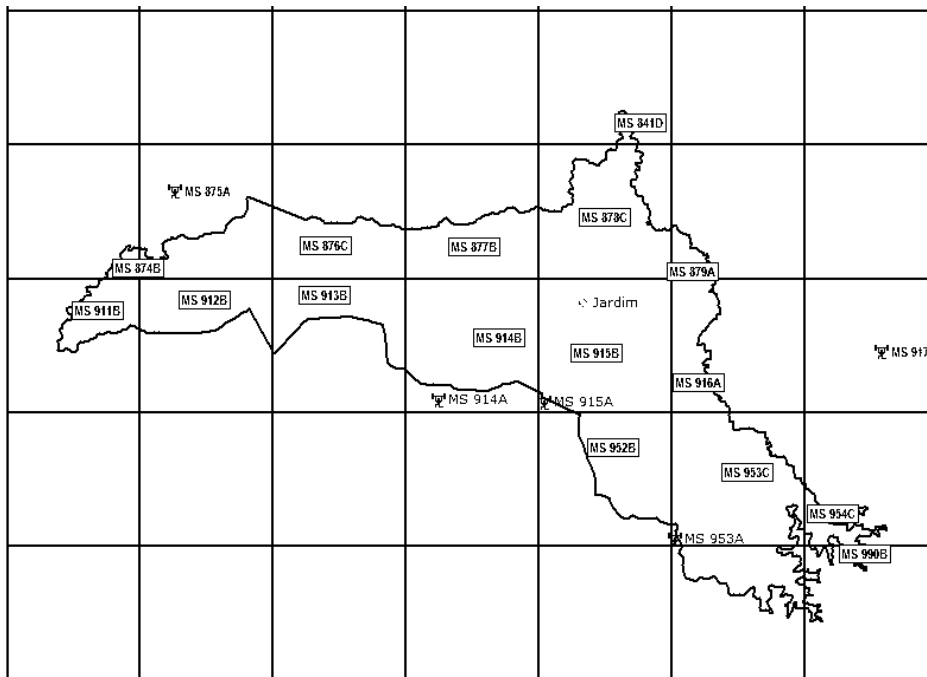 MS 841D
MS 875A
MS 878C
MS 876C
MS 877B
MS 874B
MS 879A
MS 912B
MS 913B
Jardim
MS 911B
MS 914B
MS 915B
MS 917
MS 916A
MS 914A
MS 915A
MS 952B
MS 953C
MS 954C
MS 953A
MS 990B